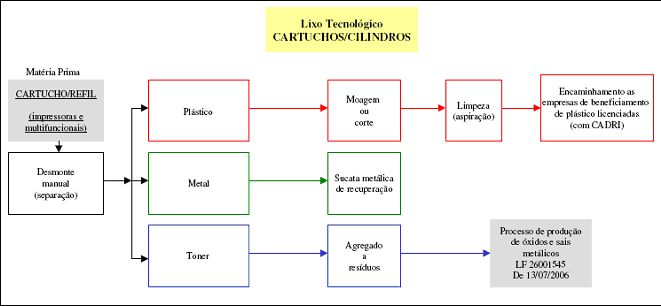 Lixo Tecnológico
CARTUCHOS/CILINDROS
Matéria Prima
CARTUCHO/REFIL
(impressoras e
multifuncionais)
Desmonte
manual
(separação)
Plástico
Moagem
ou
corte
Limpeza
(aspiração)
Encaminhamento as
empresas de beneficiamento
de plástico licenciadas
(com CADRI)
Metal
Sucata metálica
de recuperação
Toner
Agregado
a
resíduos
Processo de produção
de óxidos e sais
metálicos
LF 26001545
De 13/07/2006